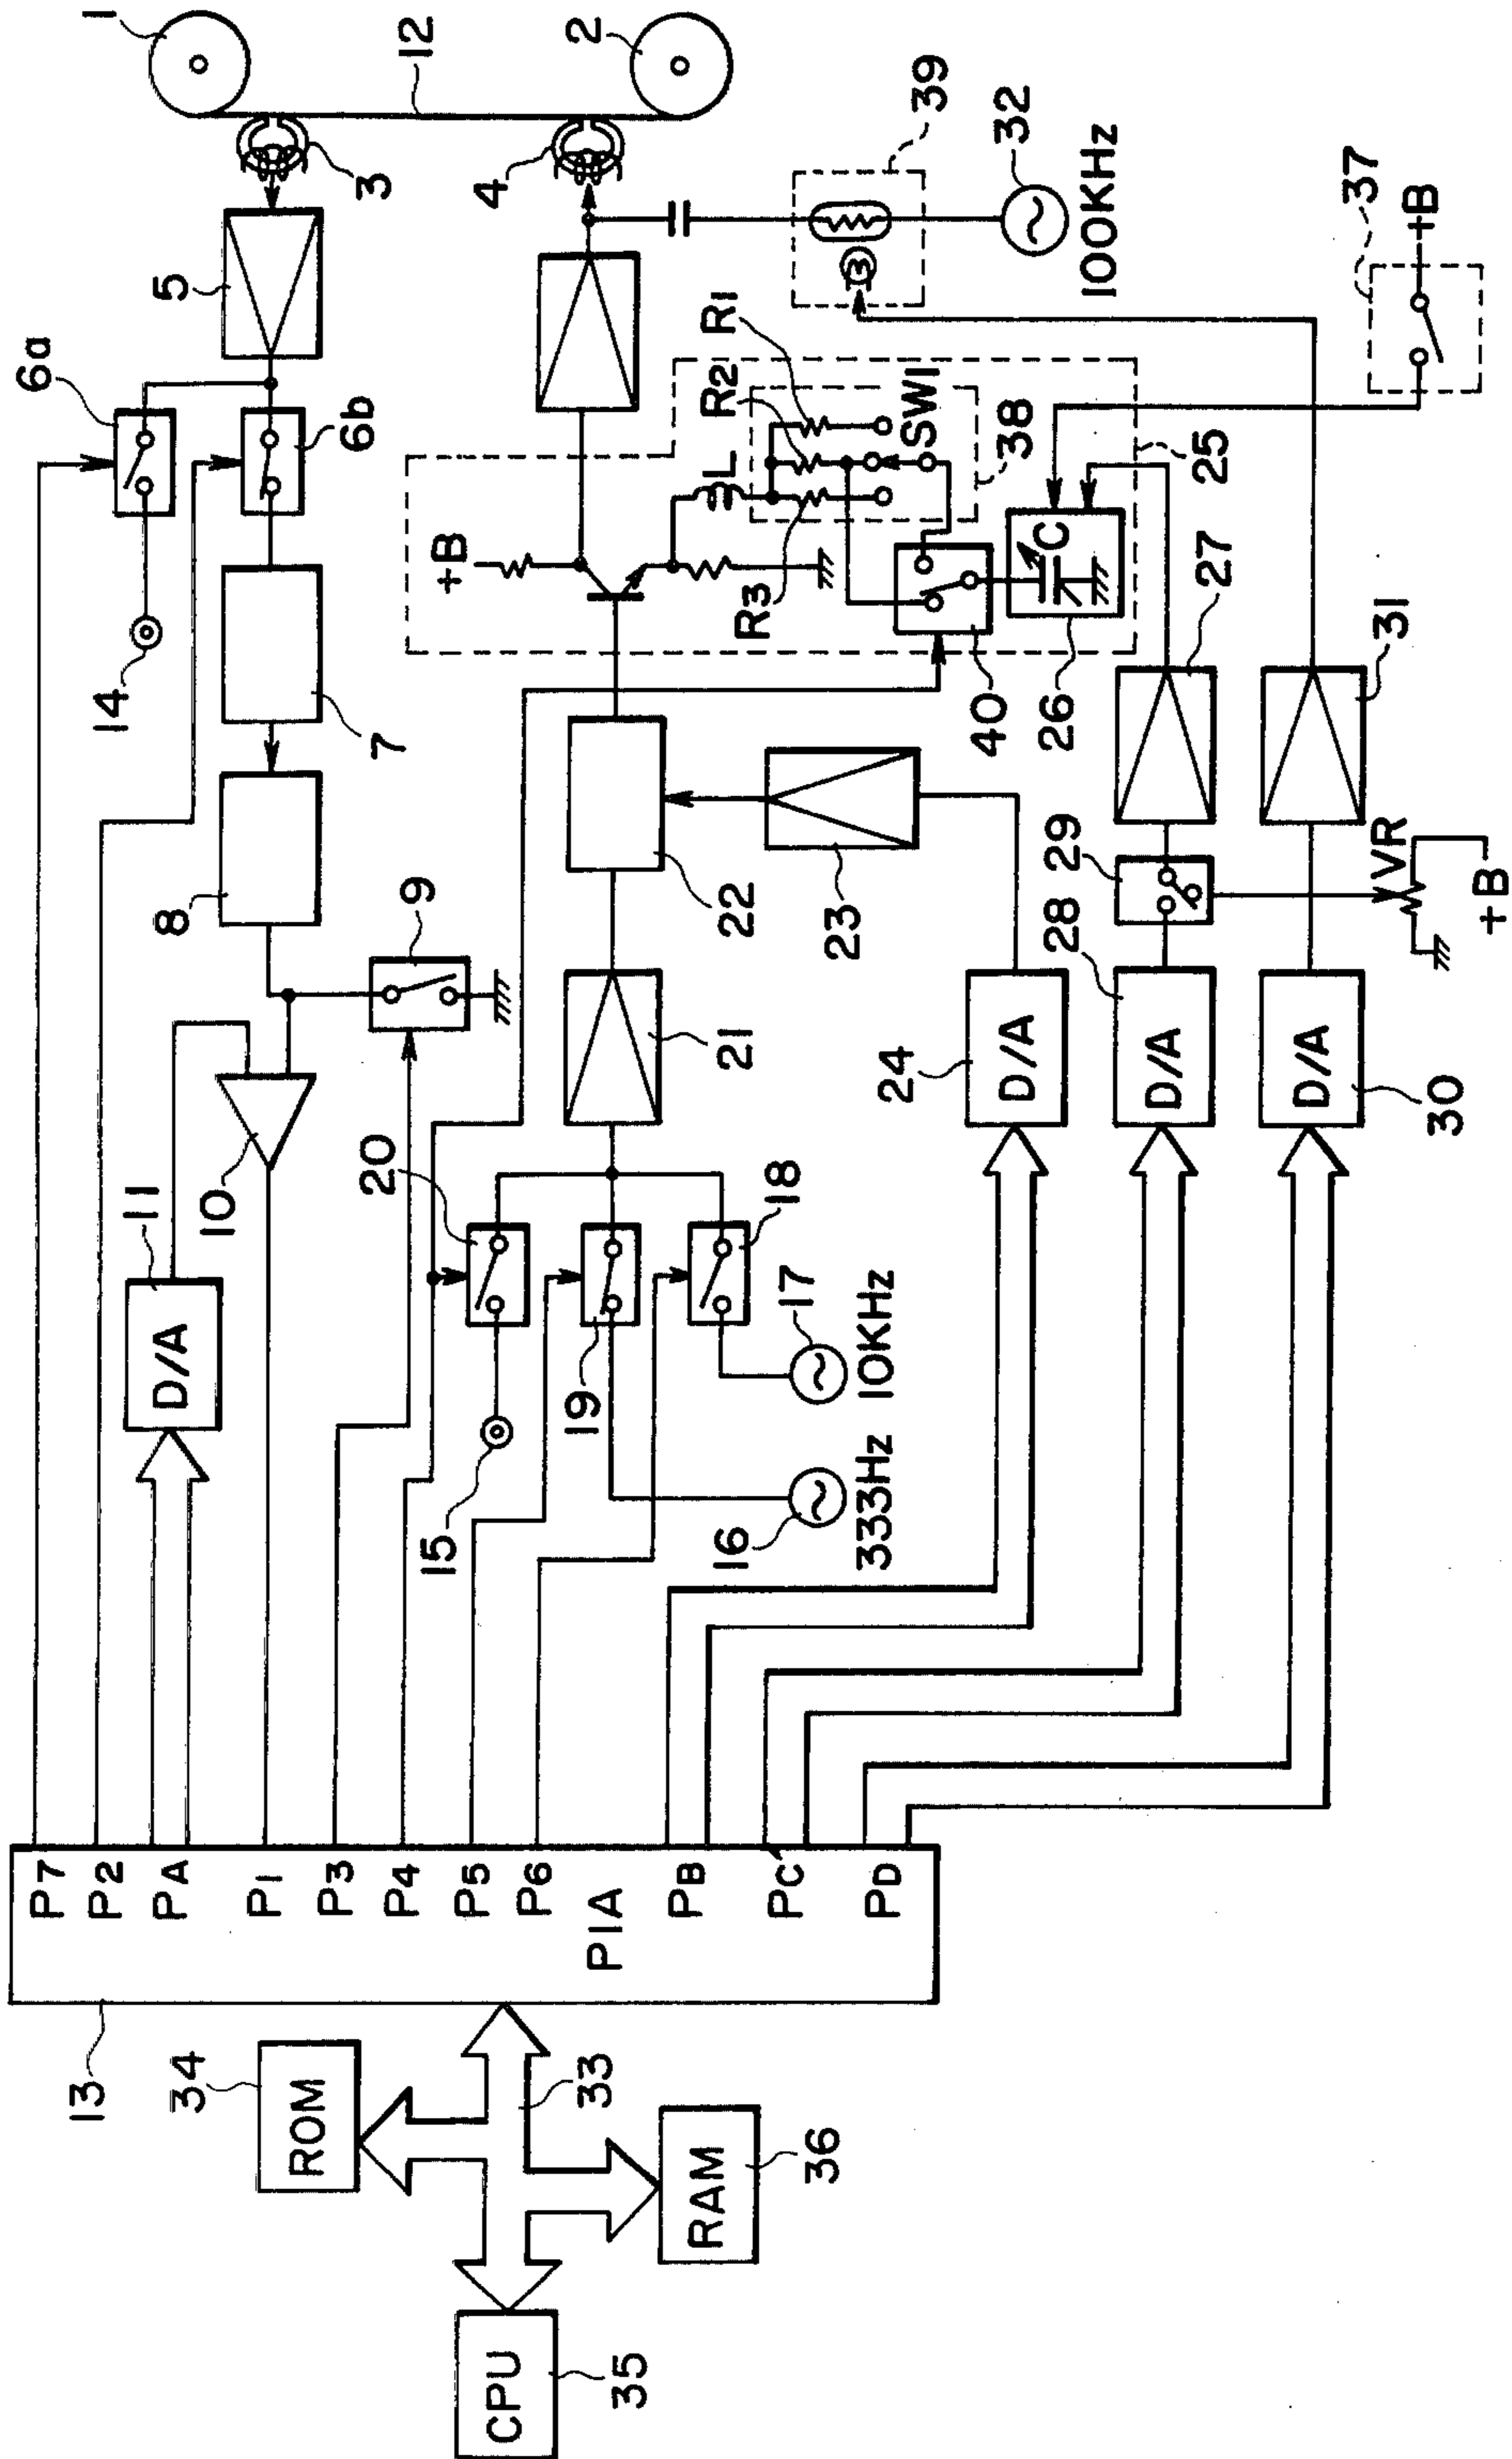 1
12
2
3
4
39
32
100KHz
37
+B
5
6a
6b
14
7
8
9
10
11
D/A
+B
L
R1
R2
R3
SW1
38
25
C
26
40
27
31
VR
+B
29
28
D/A
30
D/A
24
D/A
23
22
21
20
19
18
17
10KHz
16
333Hz
15
P7
P2
PA
P1
P3
P4
P5
P6
PIA
PB
PC
PD
13
34
ROM
33
RAM
36
CPU
35